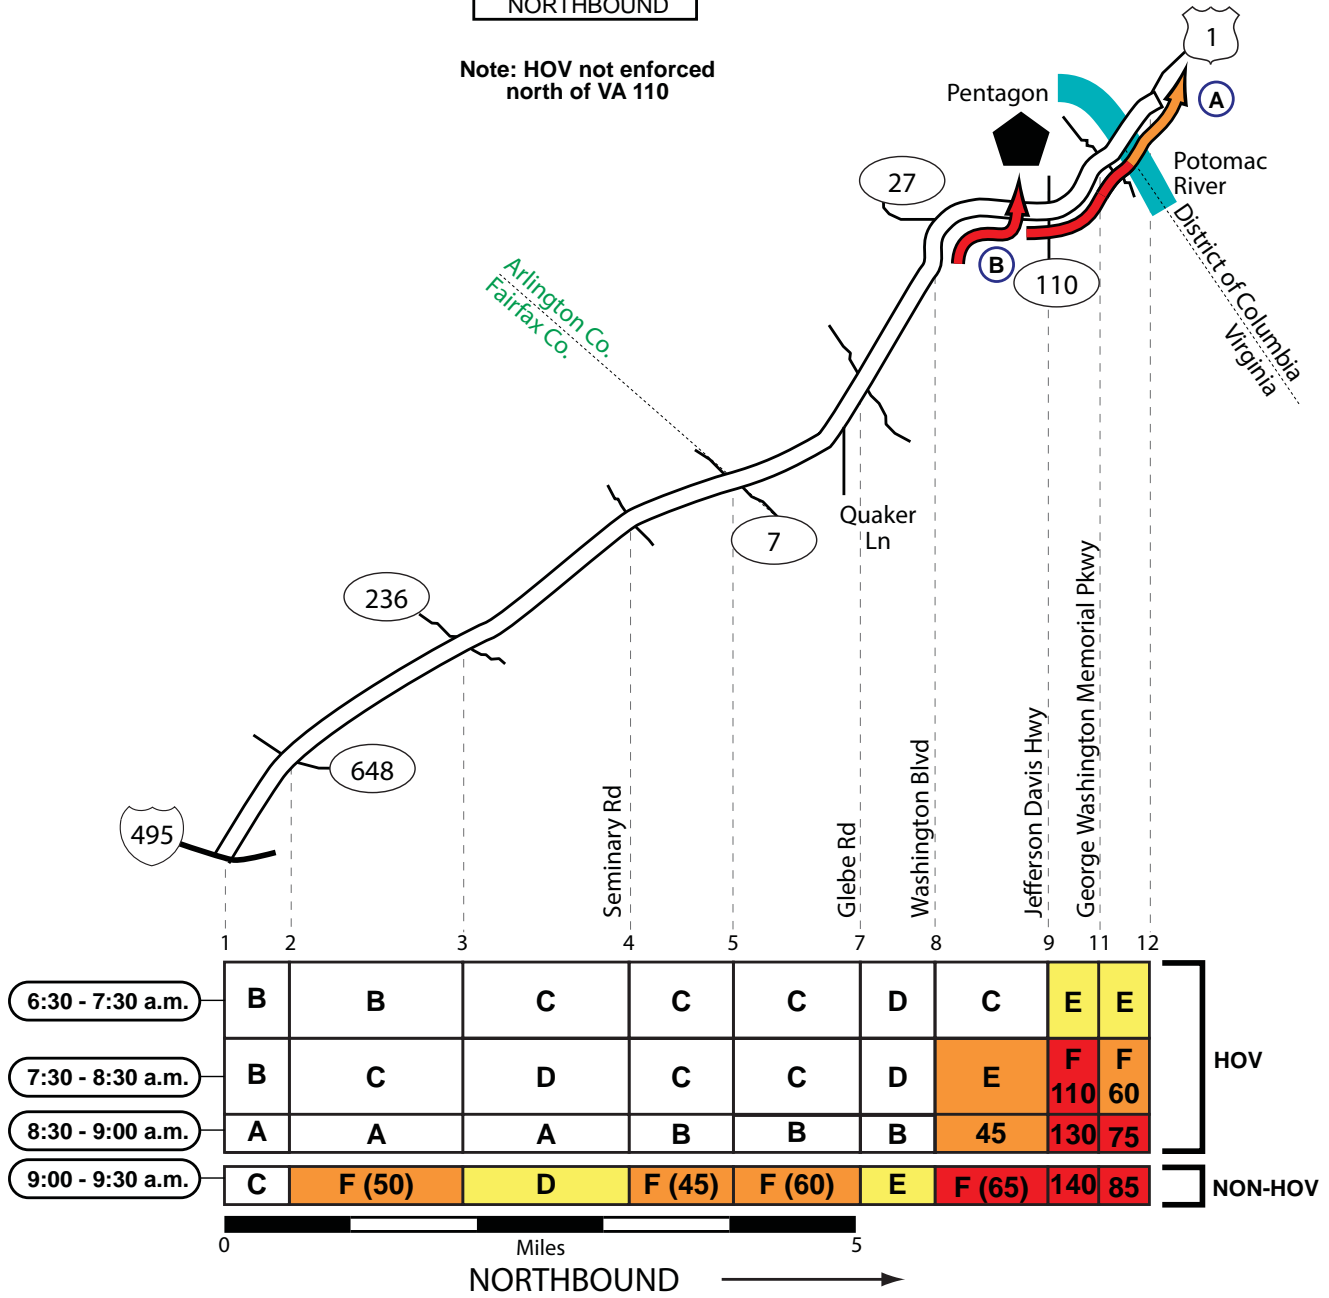 NORTHBOUND
Note: HOV not enforced
north of VA 110
1
Pentagon
A
Potomac
River
27
B
110
District of Columbia
Virginia
Arlington Co.
Fairfax Co.
Quaker
Ln
7
236
648
495
Seminary Rd
Glebe Rd
Washington Blvd
Jefferson Davis Hwy
George Washington Memorial Pkwy
1 2 3 4 5 7 8 9 11 12
6:30 - 7:30 a.m. B B C C C D C E E
7:30 - 8:30 a.m. B C D C C D E F 110 F 60
HOV
8:30 - 9:00 a.m. A A A B B B 45 130 75
9:00 - 9:30 a.m. C F (50) D F (45) F (60) E F (65) 140 85 NON-HOV
0 Miles 5
NORTHBOUND